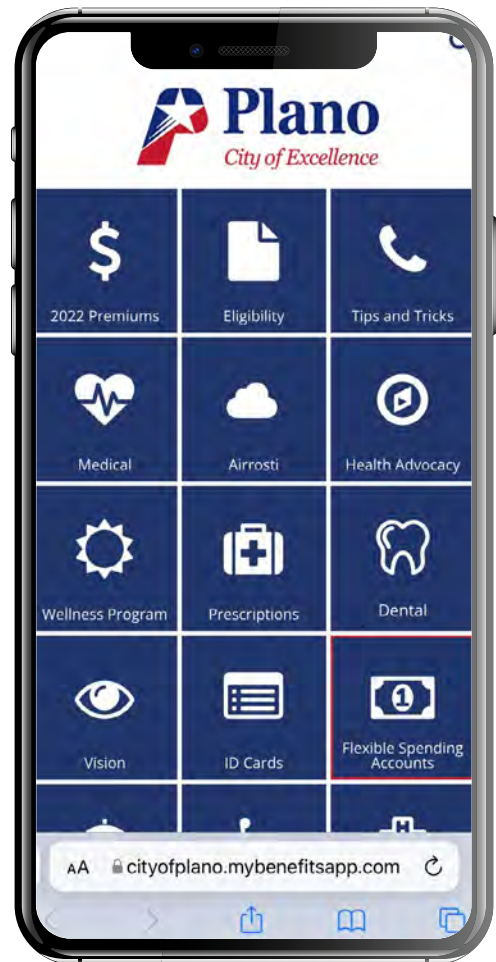 Plano
City of Excellence
$
2022 Premiums
Eligibility
Tips and Tricks
Medical
Airrosti
Health Advocacy
Wellness Program
Prescriptions
Dental
1
Vision
ID Cards
Flexible Spending
Accounts
H
AA cityofplano.mybenefitsapp.com